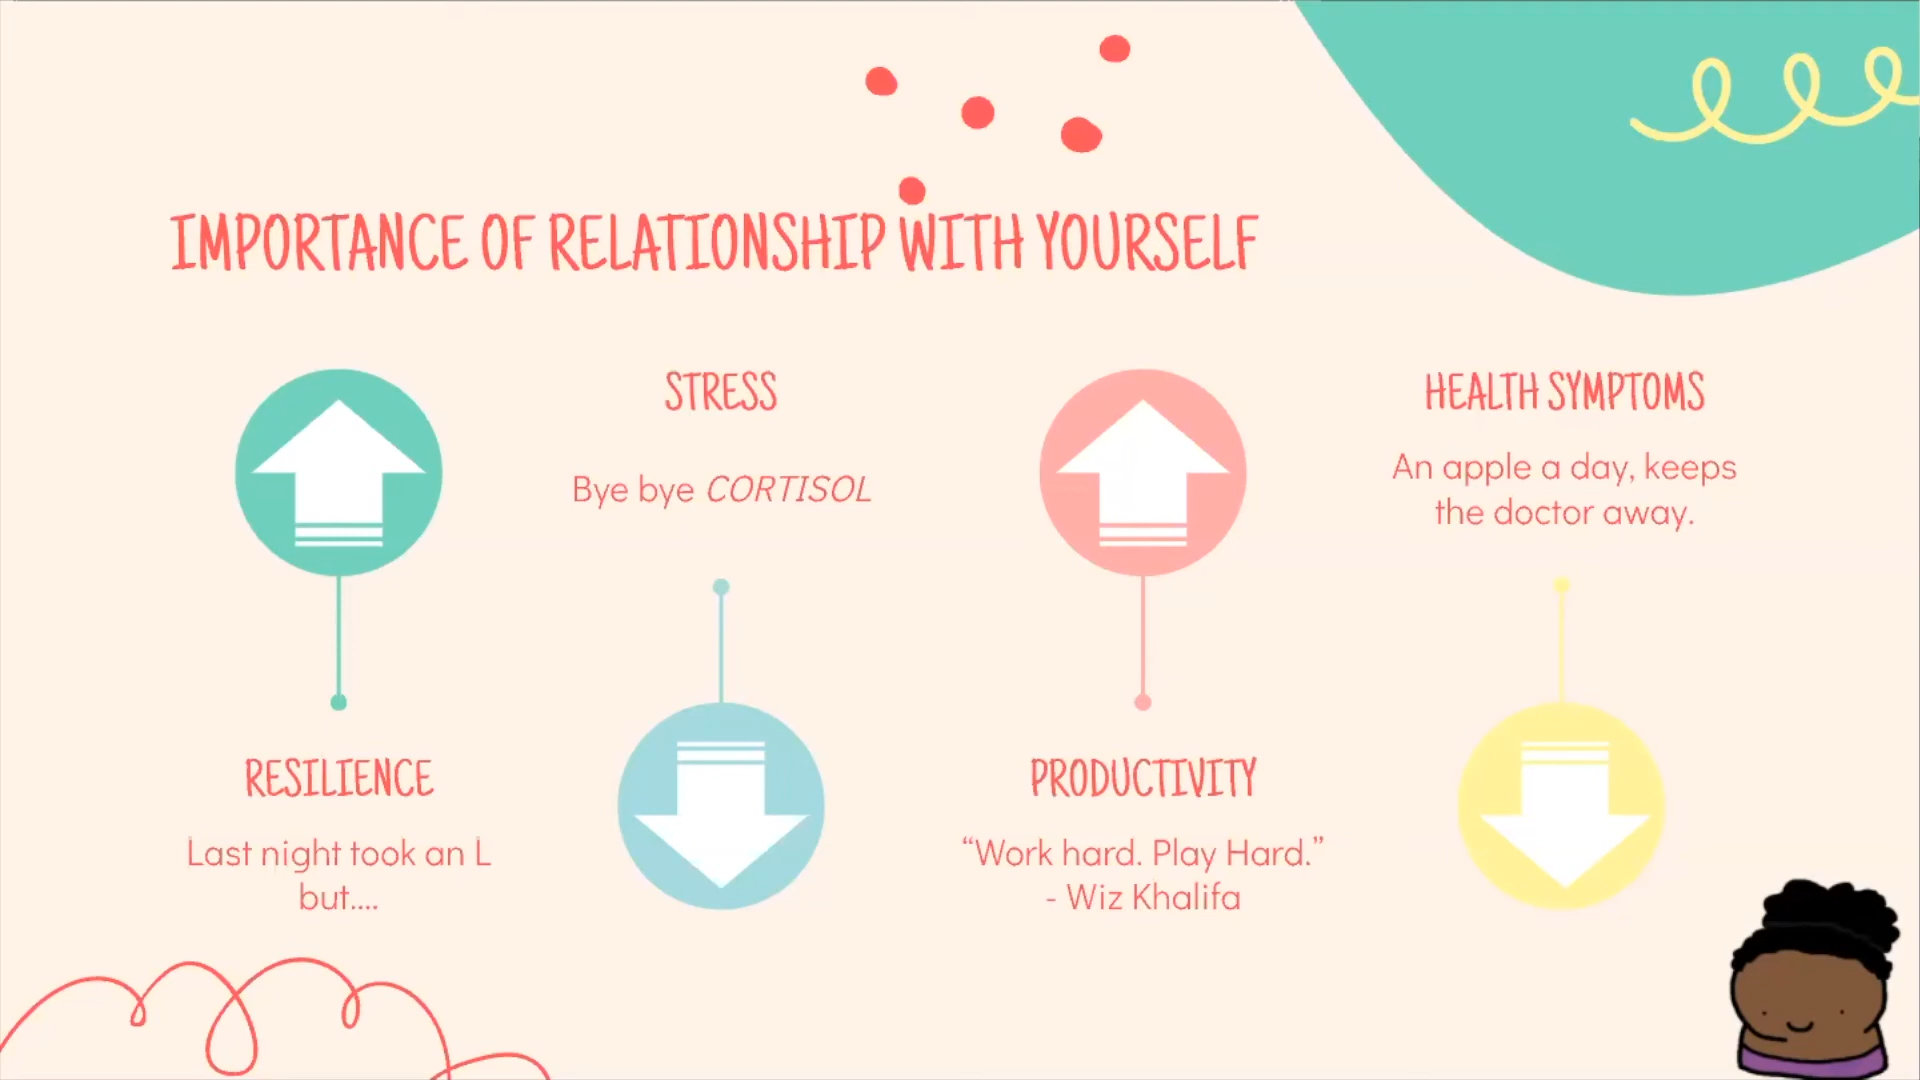 IMPORTANCE OF RELATIONSHIP WITH YOURSELF
RESILIENCE
Last night took an L
but....
STRESS
Bye bye CORTISOL
PRODUCTIVITY
“Work hard. Play Hard.”
- Wiz Khalifa
HEALTH SYMPTOMS
An apple a day, keeps
the doctor away.